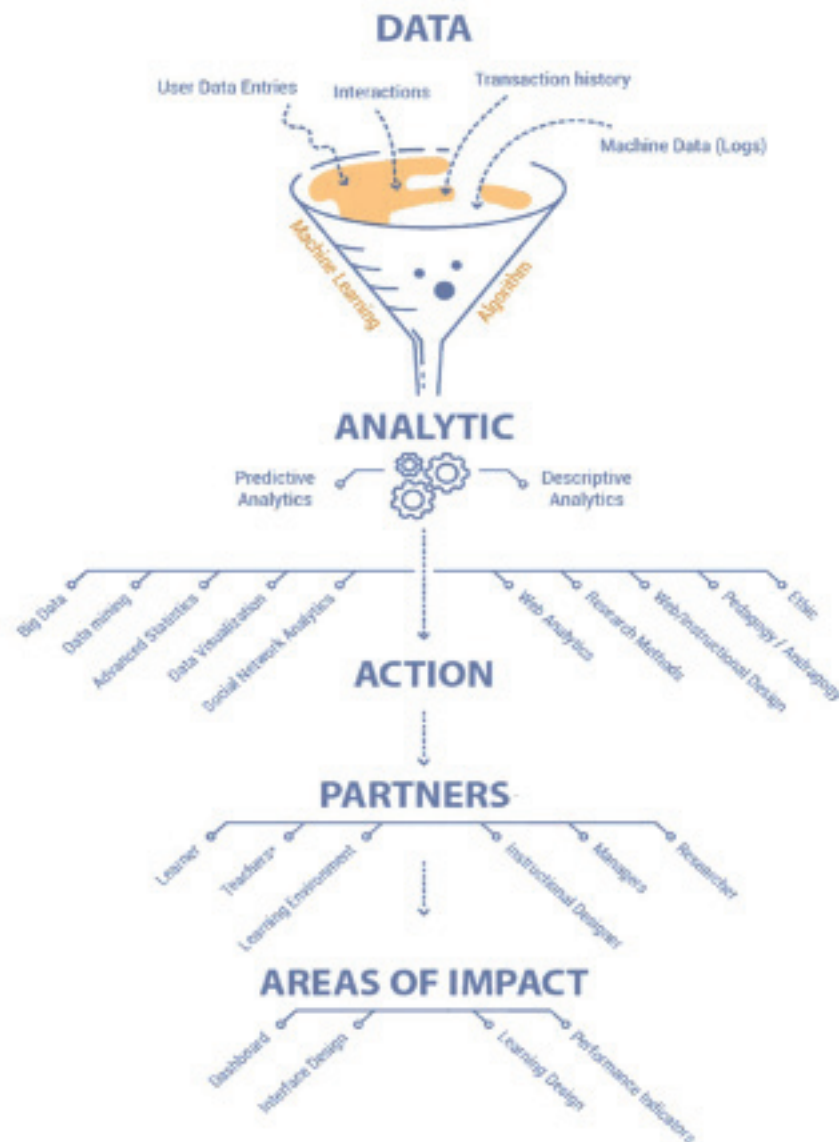 DATA
User Data Entries
Interactions
Transaction history
Machine Data (Logs)
Machine Learning
Algorithm
ANALYTIC
Predictive
Analytics
Descriptive
Analytics
Big Data
Data mining
Advanced Statistics
Data Visualization
Social Network Analytics
Web Analytics
Research Methods
Web/Instructional Design
Pedagogy / Andragogy
Ethic
ACTION
PARTNERS
Learner
Teachers*
Learning Environment
Instructional Designer
Managers
Researcher
AREAS OF IMPACT
Dashboard
Interface Design
Learning Design
Performance Indicators